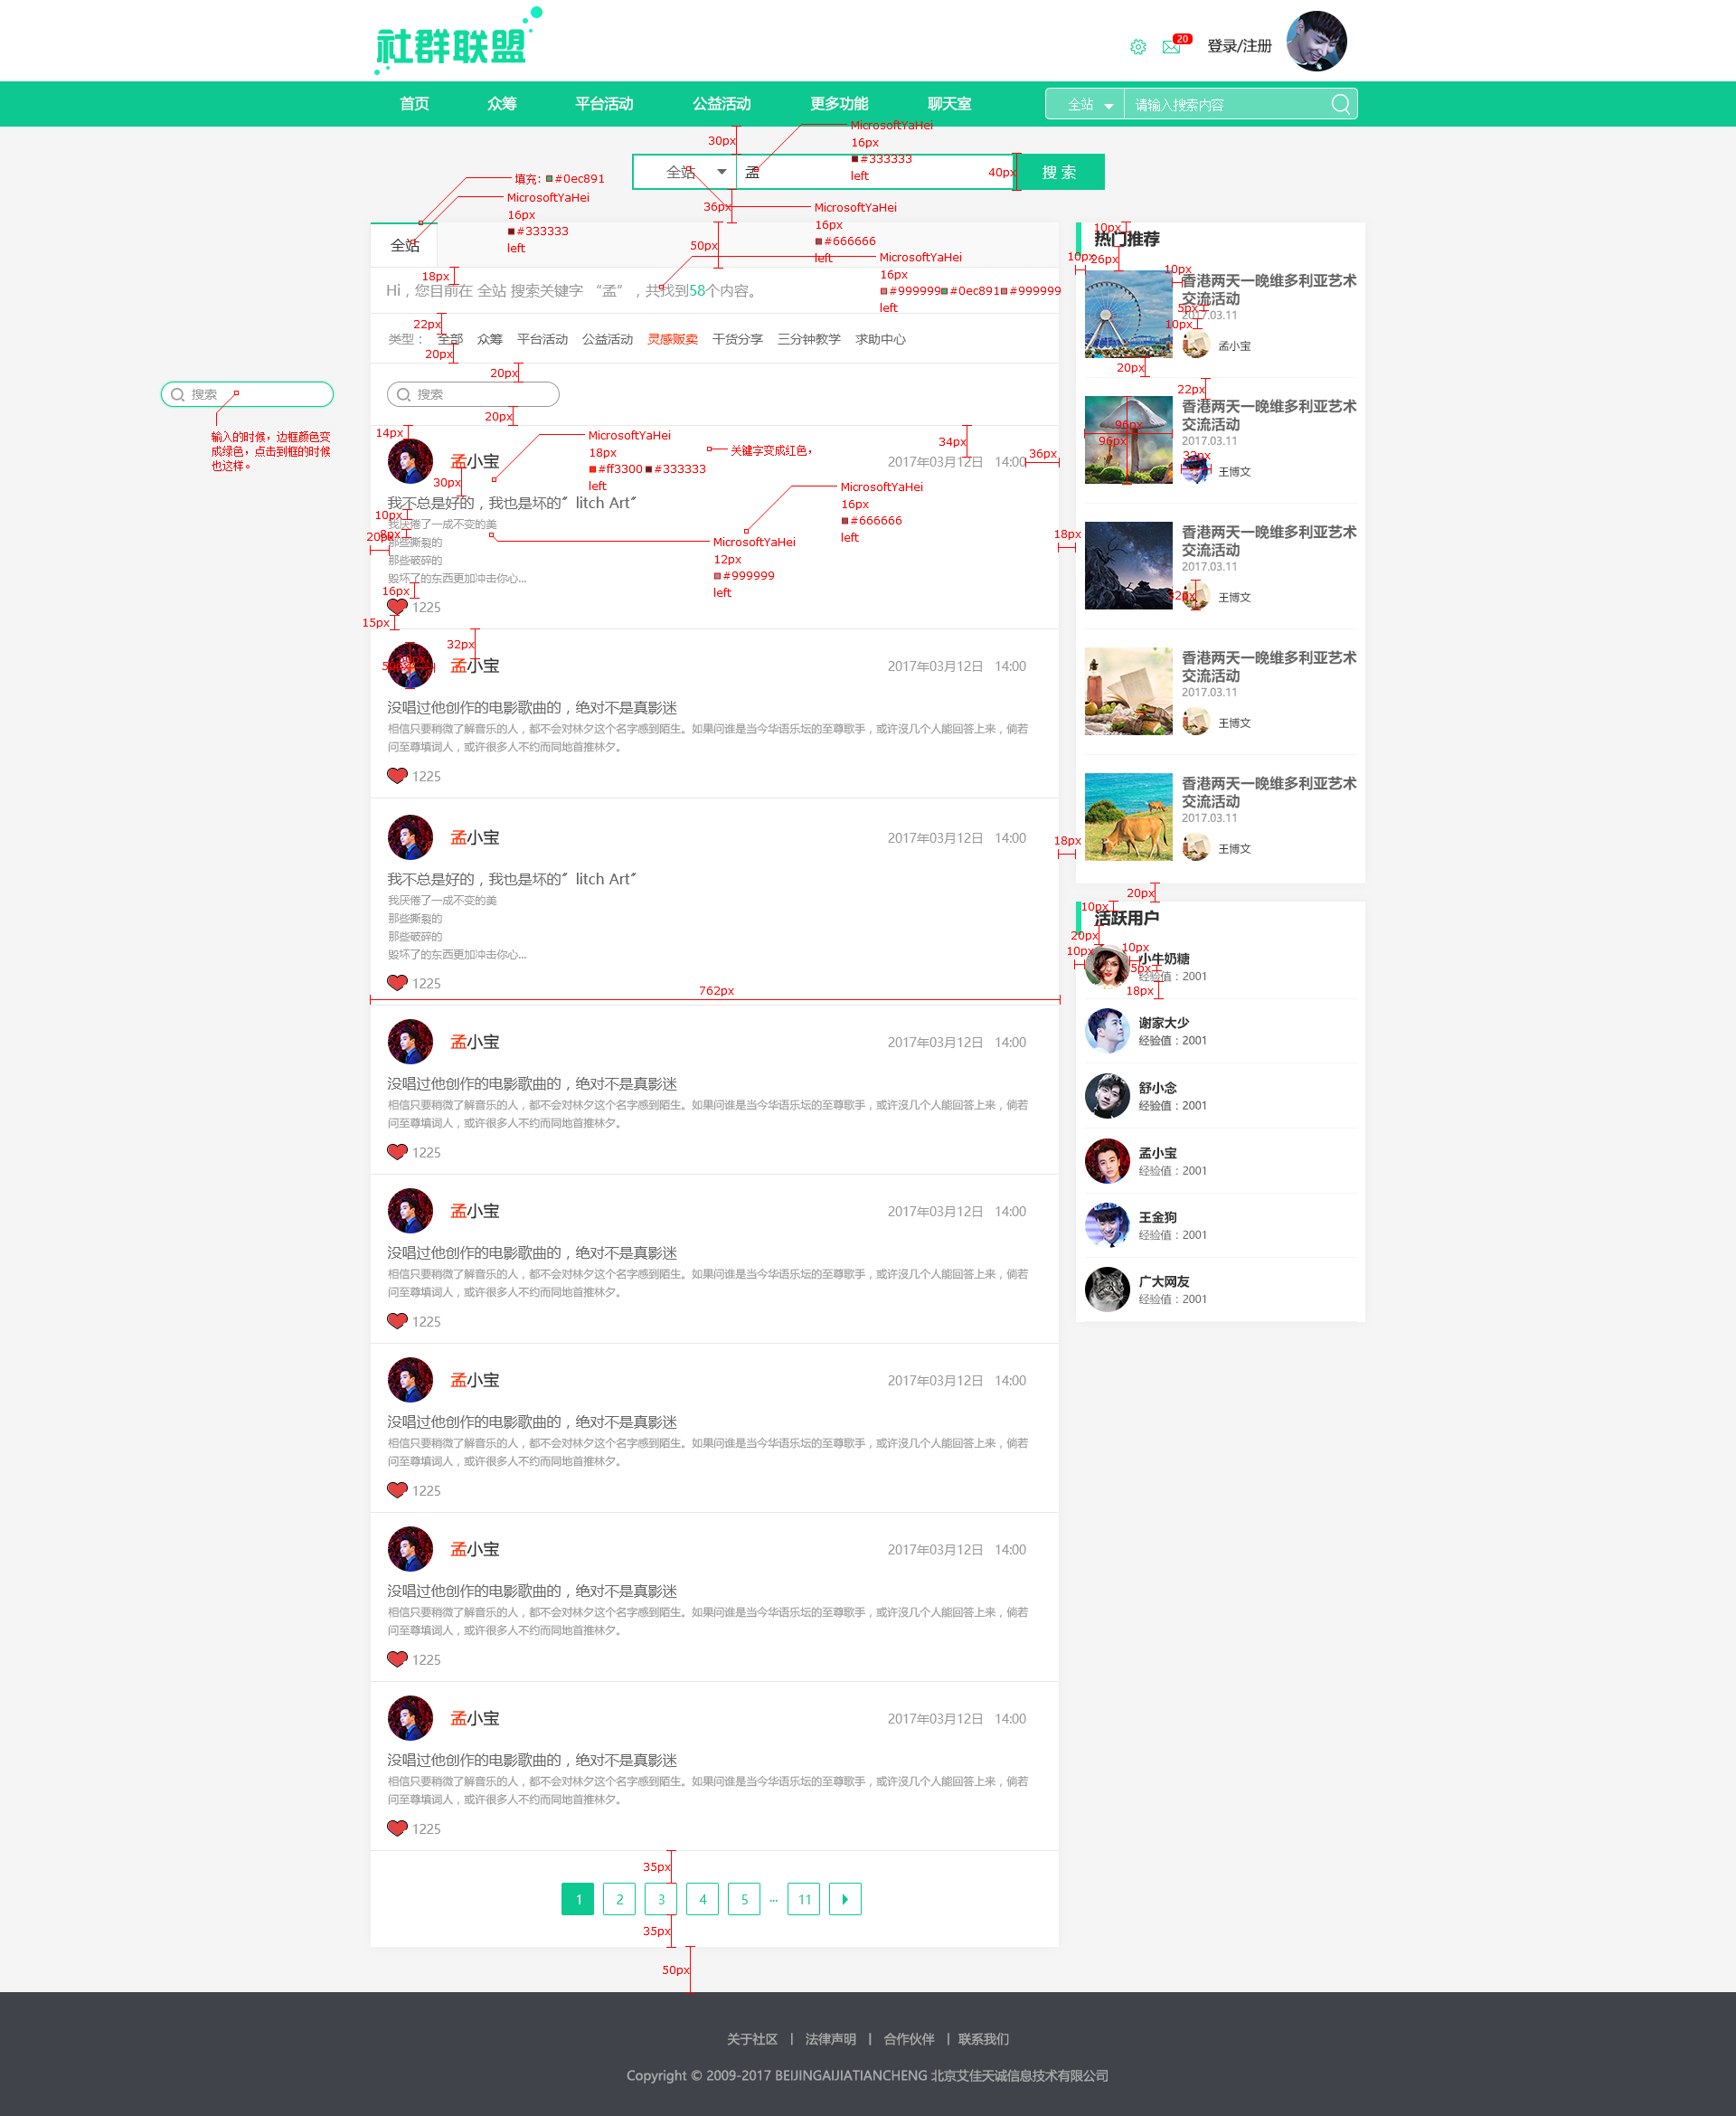 社群联盟
20
登录/注册
首页 众筹 平台活动 公益活动 更多功能 聊天室
全站 请输入搜索内容
30px
MicrosoftYaHei
16px
#333333
left
全站 孟 搜 索
40px
填充: #0ec891
MicrosoftYaHei
16px
#333333
left
36px
MicrosoftYaHei
16px
#666666
left
全站
50px
MicrosoftYaHei
16px
#999999 #0ec891 #999999
left
18px
Hi，您目前在 全站 搜索关键字 “孟” ，共找到58个内容。
22px
类型： 全部 众筹 平台活动 公益活动 灵感贩卖 干货分享 三分钟教学 求助中心
20px
20px
搜索
搜索
输入的时候，边框颜色变
成绿色，点击到框的时候
也这样。
20px
14px
孟小宝
2017年03月12日 14:00
34px
36px
MicrosoftYaHei
18px
#ff3300 #333333
left
关键字变成红色，
30px
MicrosoftYaHei
16px
#666666
left
我不总是好的，我也是坏的〞litch Art〞
10px
我厌倦了一成不变的美
8px
20px
那些撕裂的
那些破碎的
毁坏了的东西更加冲击你心...
MicrosoftYaHei
12px
#999999
left
18px
16px
1225
15px
32px
50px
50px
孟小宝
2017年03月12日 14:00
没唱过他创作的电影歌曲的，绝对不是真影迷
相信只要稍微了解音乐的人，都不会对林夕这个名字感到陌生。如果问谁是当今华语乐坛的至尊歌手，或许沒几个人能回答上来，倘若
问至尊填词人，或许很多人不约而同地首推林夕。
1225
孟小宝
2017年03月12日 14:00
18px
我不总是好的，我也是坏的〞litch Art〞
我厌倦了一成不变的美
那些撕裂的
那些破碎的
毁坏了的东西更加冲击你心...
1225
762px
孟小宝
2017年03月12日 14:00
没唱过他创作的电影歌曲的，绝对不是真影迷
相信只要稍微了解音乐的人，都不会对林夕这个名字感到陌生。如果问谁是当今华语乐坛的至尊歌手，或许沒几个人能回答上来，倘若
问至尊填词人，或许很多人不约而同地首推林夕。
1225
孟小宝
2017年03月12日 14:00
没唱过他创作的电影歌曲的，绝对不是真影迷
相信只要稍微了解音乐的人，都不会对林夕这个名字感到陌生。如果问谁是当今华语乐坛的至尊歌手，或许沒几个人能回答上来，倘若
问至尊填词人，或许很多人不约而同地首推林夕。
1225
孟小宝
2017年03月12日 14:00
没唱过他创作的电影歌曲的，绝对不是真影迷
相信只要稍微了解音乐的人，都不会对林夕这个名字感到陌生。如果问谁是当今华语乐坛的至尊歌手，或许沒几个人能回答上来，倘若
问至尊填词人，或许很多人不约而同地首推林夕。
1225
孟小宝
2017年03月12日 14:00
没唱过他创作的电影歌曲的，绝对不是真影迷
相信只要稍微了解音乐的人，都不会对林夕这个名字感到陌生。如果问谁是当今华语乐坛的至尊歌手，或许沒几个人能回答上来，倘若
问至尊填词人，或许很多人不约而同地首推林夕。
1225
孟小宝
2017年03月12日 14:00
没唱过他创作的电影歌曲的，绝对不是真影迷
相信只要稍微了解音乐的人，都不会对林夕这个名字感到陌生。如果问谁是当今华语乐坛的至尊歌手，或许沒几个人能回答上来，倘若
问至尊填词人，或许很多人不约而同地首推林夕。
1225
35px
1 2 3 4 5 ··· 11
35px
50px
10px
热门推荐
10px
26px
10px
香港两天一晚维多利亚艺术
交流活动
5px
2017.03.11
10px
孟小宝
20px
22px
香港两天一晚维多利亚艺术
交流活动
96px
96px
2017.03.11
32px
王博文
香港两天一晚维多利亚艺术
交流活动
2017.03.11
32px
王博文
香港两天一晚维多利亚艺术
交流活动
2017.03.11
王博文
香港两天一晚维多利亚艺术
交流活动
2017.03.11
王博文
20px
10px
活跃用户
20px
10px
10px
小牛奶糖
5px
经验值：2001
18px
谢家大少
经验值：2001
舒小念
经验值：2001
孟小宝
经验值：2001
王金狗
经验值：2001
广大网友
经验值：2001
关于社区 | 法律声明 | 合作伙伴 | 联系我们
Copyright © 2009-2017 BEIJINGAIJIATIANCHENG 北京艾佳天诚信息技术有限公司